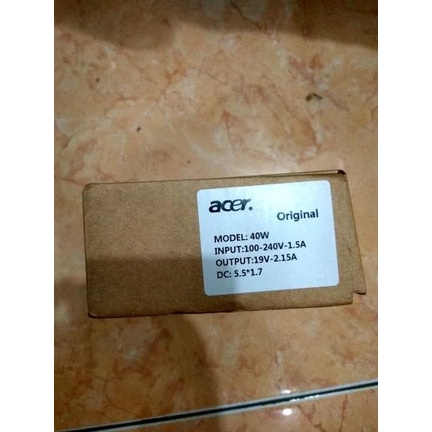 acer
Original
MODEL: 40W
INPUT:100-240V-1.5A
OUTPUT:19V-2.15A
DC: 5.5*1.7